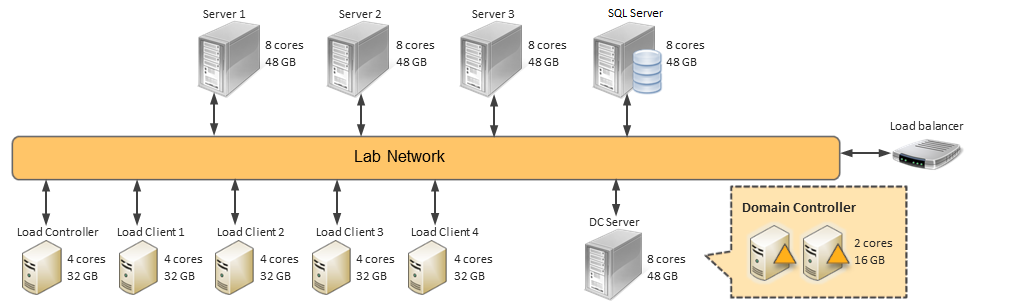 Server 1
8 cores
48 GB
Server 2
8 cores
48 GB
Server 3
8 cores
48 GB
SQL Server
8 cores
48 GB
Lab Network
Load balancer
Load Controller
4 cores
32 GB
Load Client 1
4 cores
32 GB
Load Client 2
4 cores
32 GB
Load Client 3
4 cores
32 GB
Load Client 4
4 cores
32 GB
DC Server
8 cores
48 GB
Domain Controller
2 cores
16 GB